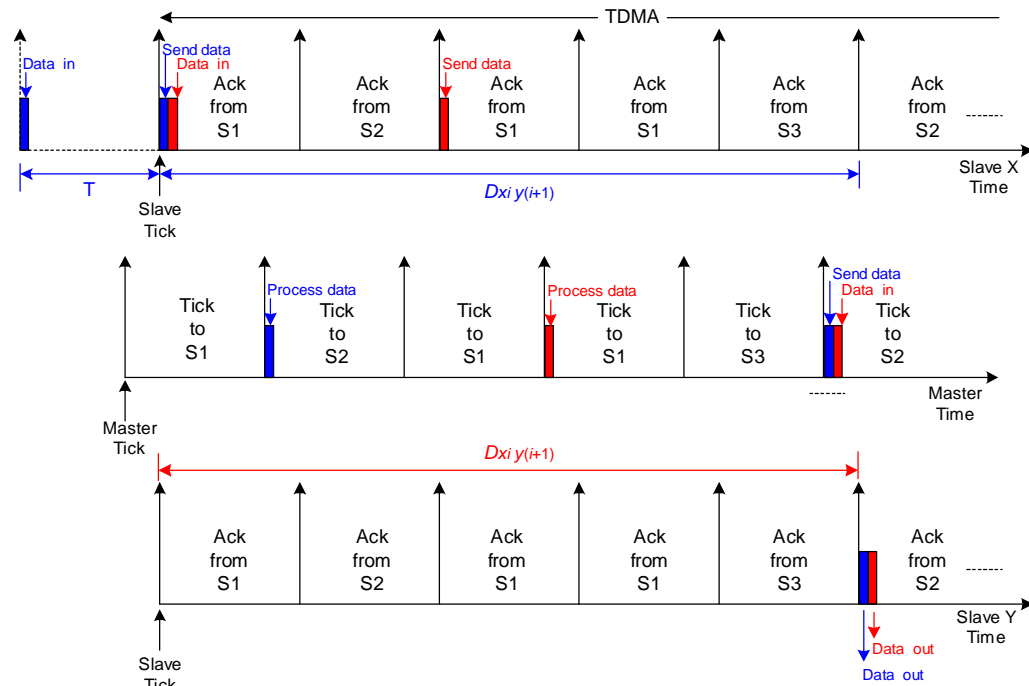 TDMA
Data in
Send data
Data in
Send data
Ack
from
S1
Ack
from
S2
Ack
from
S1
Ack
from
S1
Ack
from
S3
Ack
from
S2
T
Dxi y(i+1)
Slave
Tick
Slave X
Time
Send data
Data in
Process data
Process data
Tick
to
S1
Tick
to
S2
Tick
to
S1
Tick
to
S1
Tick
to
S3
Tick
to
S2
Master
Tick
Master
Time
Dxi y(i+1)
Ack
from
S1
Ack
from
S2
Ack
from
S1
Ack
from
S1
Ack
from
S3
Ack
from
S2
Slave Y
Time
Slave
Tick
Data out
Data out